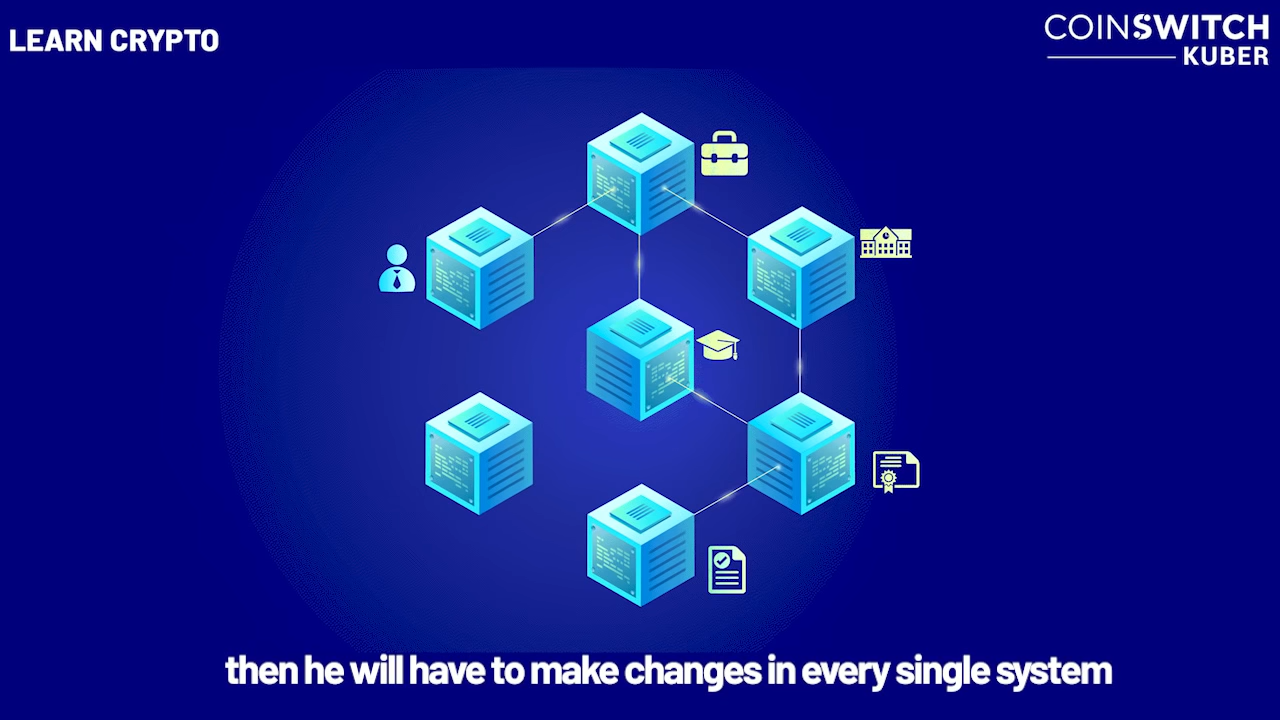 LEARN CRYPTO
COINSWITCH
KUBER
then he will have to make changes in every single system